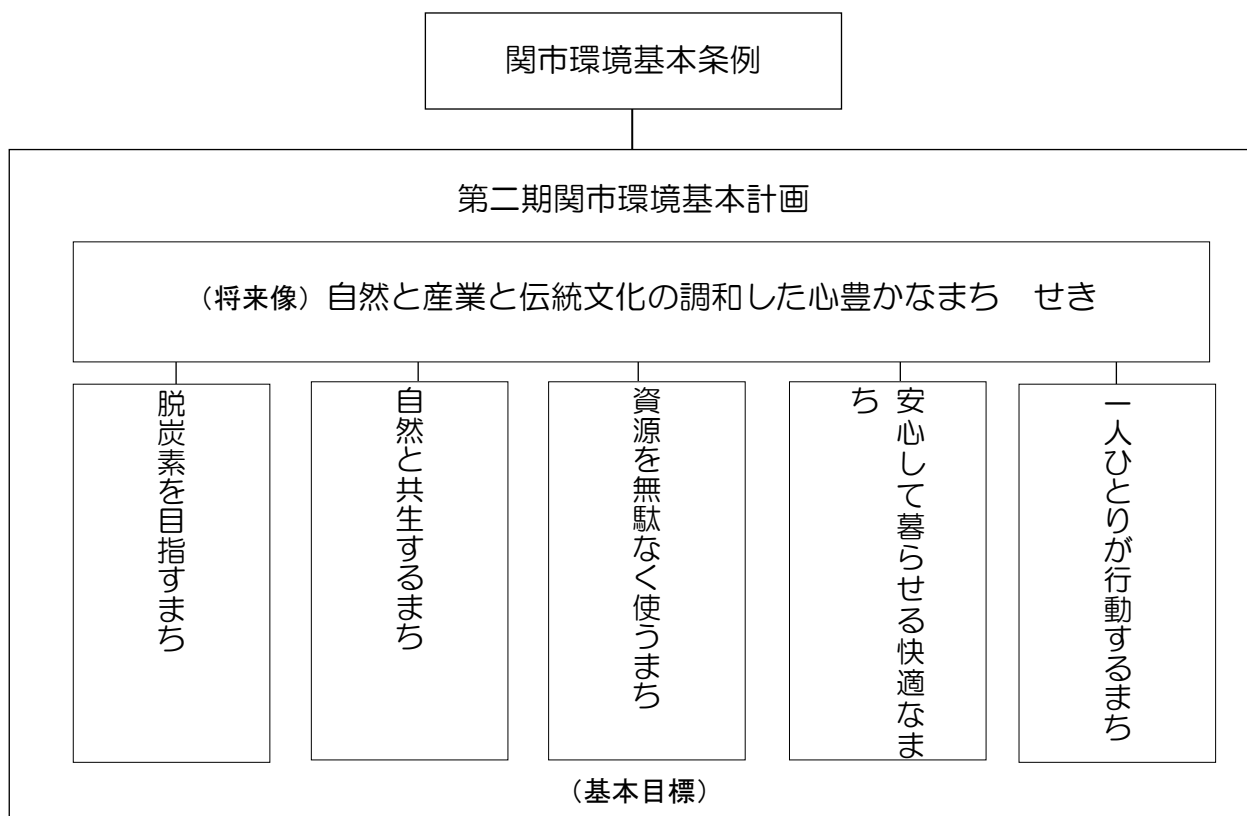 関市環境基本条例
第二期関市環境基本計画
（将来像）自然と産業と伝統文化の調和した心豊かなまち　せき
脱炭素を目指すまち
自然と共生するまち
資源を無駄なく使うまち
安心して暮らせる快適なま
ち
一人ひとりが行動するまち
（基本目標）